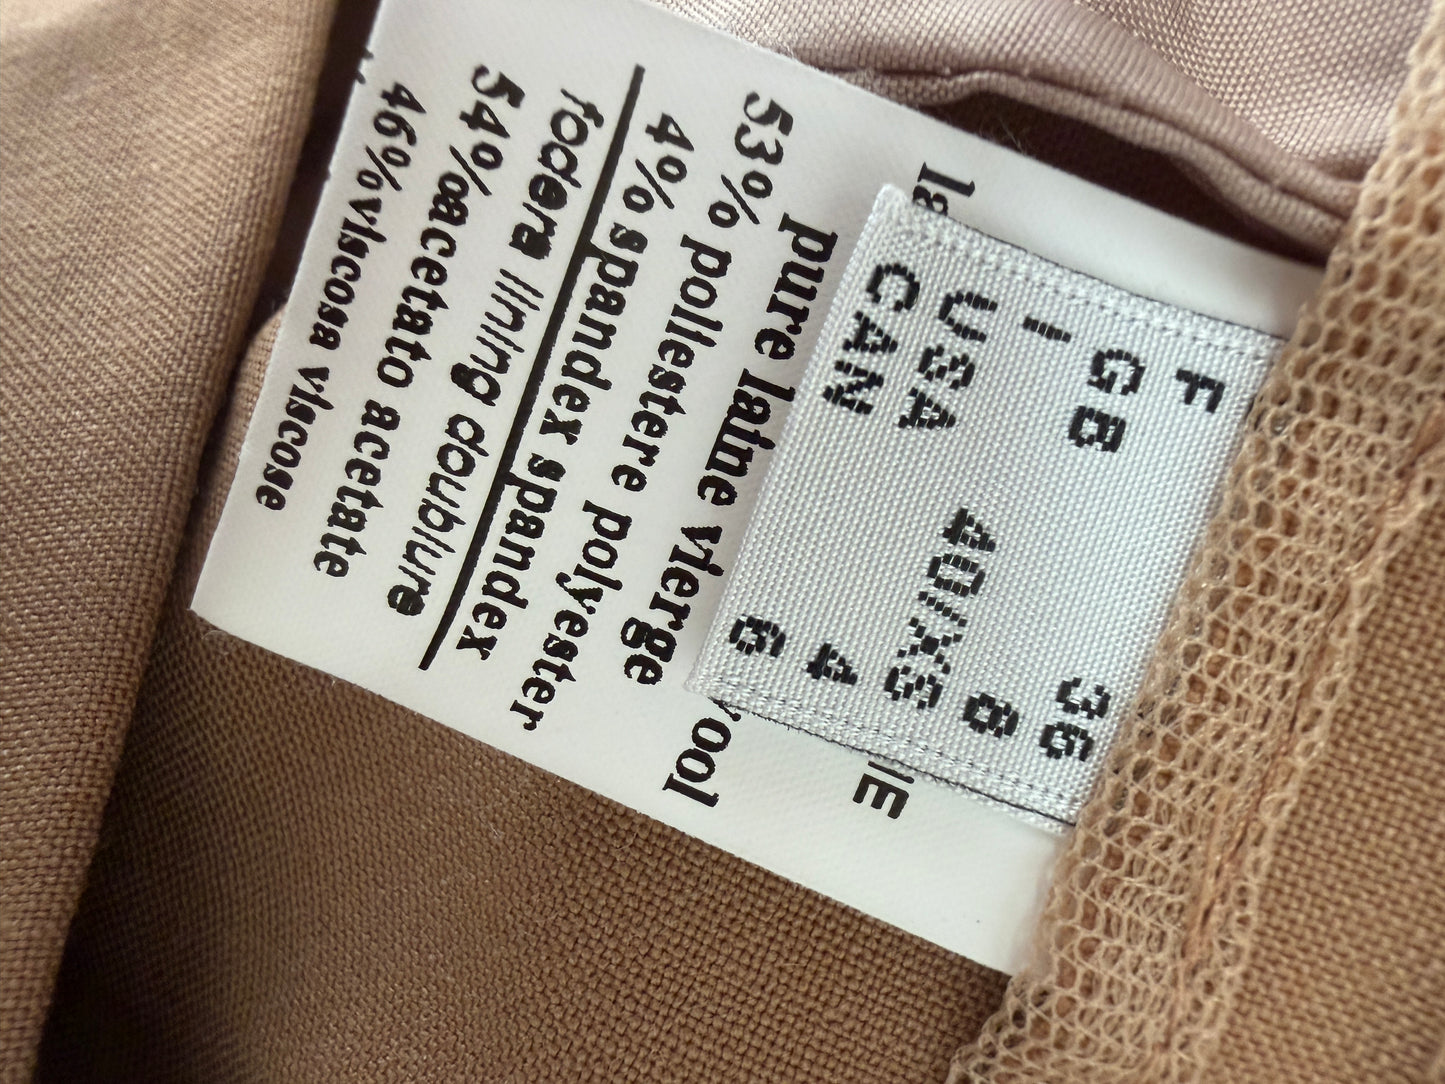 F 36
GB 8
I 40/XS
USA 4
CAN 6
pure laine vierge
53% poliestere polyester
4% spandex spandex
fodera lining doublure
54%acetato acetate
46%viscosa viscose